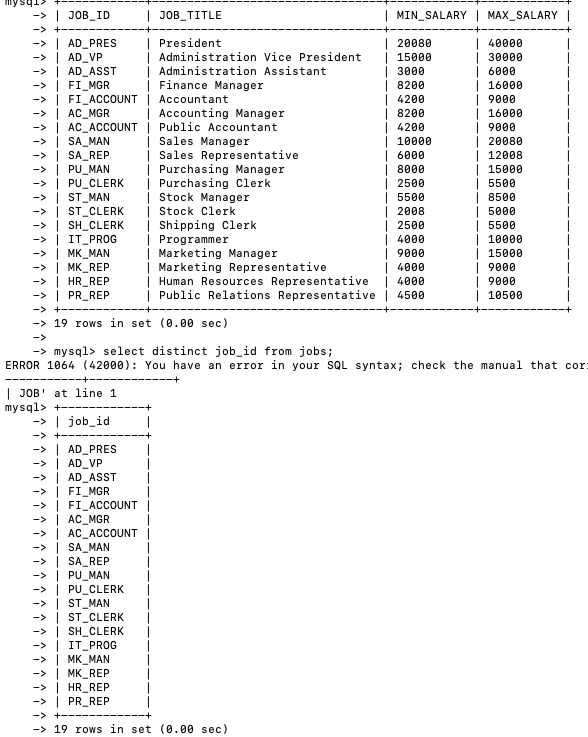 mysql> +------------+---------------------------------+------------+------------+
-> | JOB_ID | JOB_TITLE | MIN_SALARY | MAX_SALARY |
-> +------------+---------------------------------+------------+------------+
-> | AD_PRES | President | 20080 | 40000 |
-> | AD_VP | Administration Vice President | 15000 | 30000 |
-> | AD_ASST | Administration Assistant | 3000 | 6000 |
-> | FI_MGR | Finance Manager | 8200 | 16000 |
-> | FI_ACCOUNT | Accountant | 4200 | 9000 |
-> | AC_MGR | Accounting Manager | 8200 | 16000 |
-> | AC_ACCOUNT | Public Accountant | 4200 | 9000 |
-> | SA_MAN | Sales Manager | 10000 | 20080 |
-> | SA_REP | Sales Representative | 6000 | 12008 |
-> | PU_MAN | Purchasing Manager | 8000 | 15000 |
-> | PU_CLERK | Purchasing Clerk | 2500 | 5500 |
-> | ST_MAN | Stock Manager | 5500 | 8500 |
-> | ST_CLERK | Stock Clerk | 2008 | 5000 |
-> | SH_CLERK | Shipping Clerk | 2500 | 5500 |
-> | IT_PROG | Programmer | 4000 | 10000 |
-> | MK_MAN | Marketing Manager | 9000 | 15000 |
-> | MK_REP | Marketing Representative | 4000 | 9000 |
-> | HR_REP | Human Resources Representative | 4000 | 9000 |
-> | PR_REP | Public Relations Representative | 4500 | 10500 |
-> +------------+---------------------------------+------------+------------+
-> 19 rows in set (0.00 sec)
->
-> mysql> select distinct job_id from jobs;
ERROR 1064 (42000): You have an error in your SQL syntax; check the manual that
-----------+------------+
| JOB' at line 1
mysql> +------------+
-> | job_id |
-> +------------+
-> | AD_PRES |
-> | AD_VP |
-> | AD_ASST |
-> | FI_MGR |
-> | FI_ACCOUNT |
-> | AC_MGR |
-> | AC_ACCOUNT |
-> | SA_MAN |
-> | SA_REP |
-> | PU_MAN |
-> | PU_CLERK |
-> | ST_MAN |
-> | ST_CLERK |
-> | SH_CLERK |
-> | IT_PROG |
-> | MK_MAN |
-> | MK_REP |
-> | HR_REP |
-> | PR_REP |
-> +------------+
-> 19 rows in set (0.00 sec)